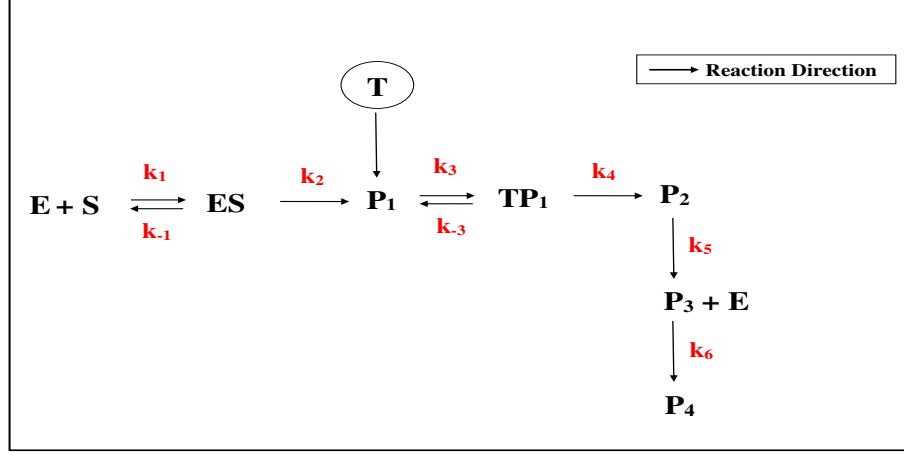 T
Reaction Direction
k₁ k₂ k₃ k₄
E + S ES P₁ TP₁ P₂
k₋₁ k₋₃
k₅
P₃ + E
k₆
P₄